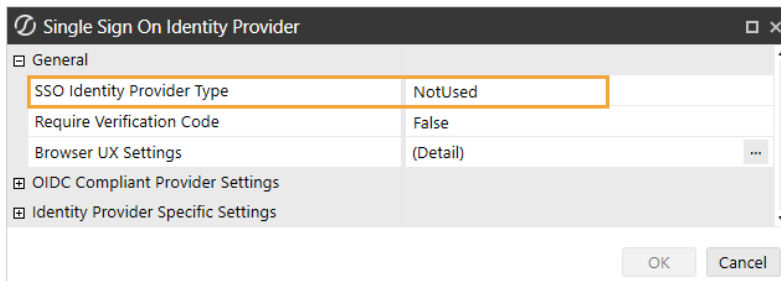 Single Sign On Identity Provider
General
SSO Identity Provider Type NotUsed
Require Verification Code False
Browser UX Settings (Detail) ...
OIDC Compliant Provider Settings
Identity Provider Specific Settings
OK Cancel